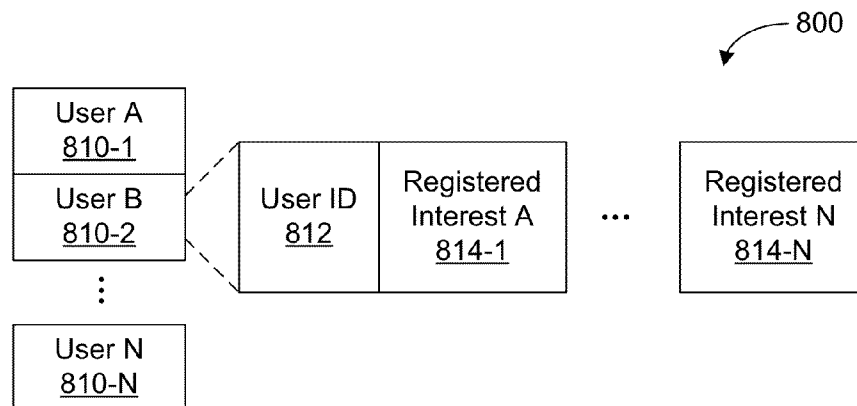 800
User A
810-1
User B
810-2
⋮
User N
810-N
User ID
812
Registered
Interest A
814-1
...
Registered
Interest N
814-N